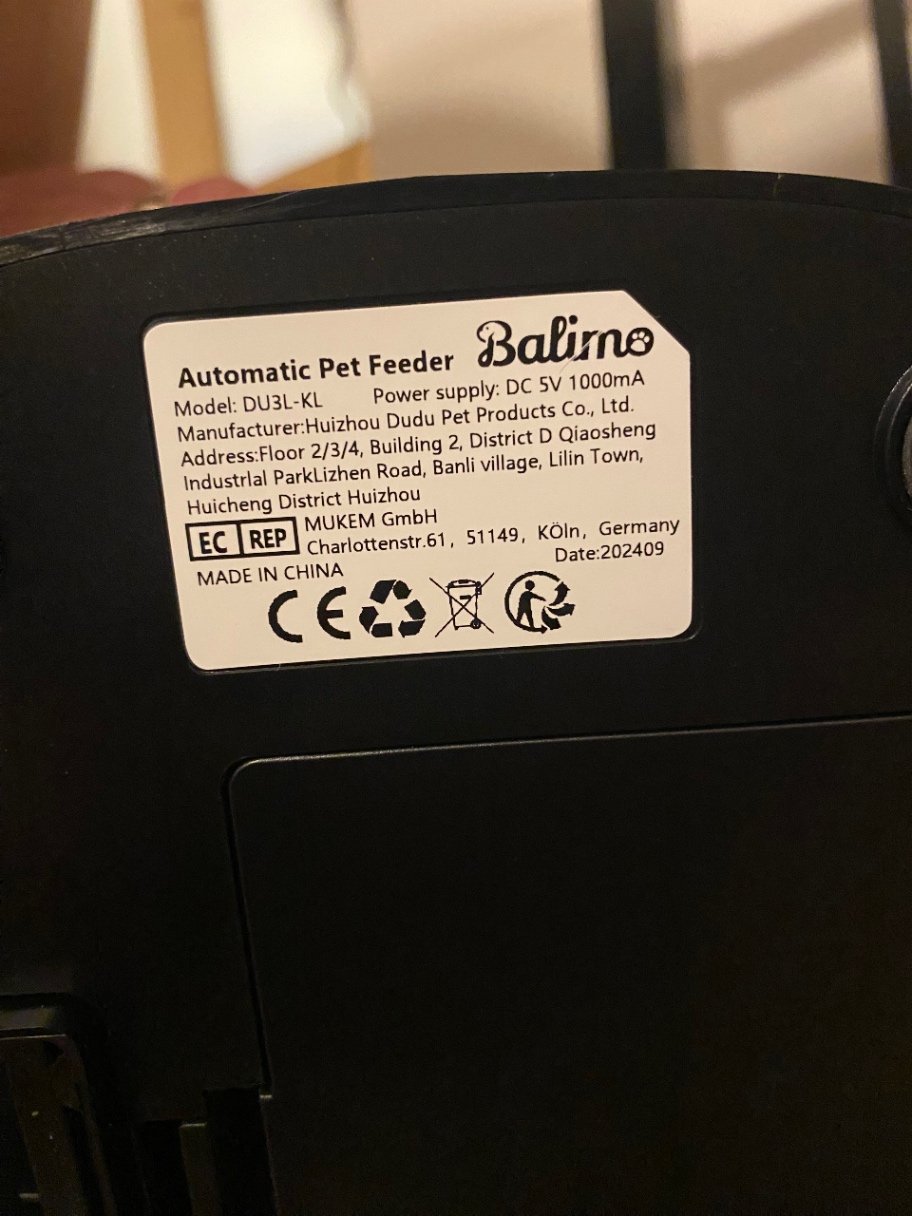 Balimo
Automatic Pet Feeder
Model: DU3L-KL Power supply: DC 5V 1000mA
Manufacturer:Huizhou Dudu Pet Products Co., Ltd.
Address:Floor 2/3/4, Building 2, District D Qiaosheng
Industrlal ParkLizhen Road, Banli village, Lilin Town,
Huicheng District Huizhou
EC REP MUKEM GmbH
Charlottenstr.61, 51149, KÖln, Germany
Date:202409
MADE IN CHINA
CE